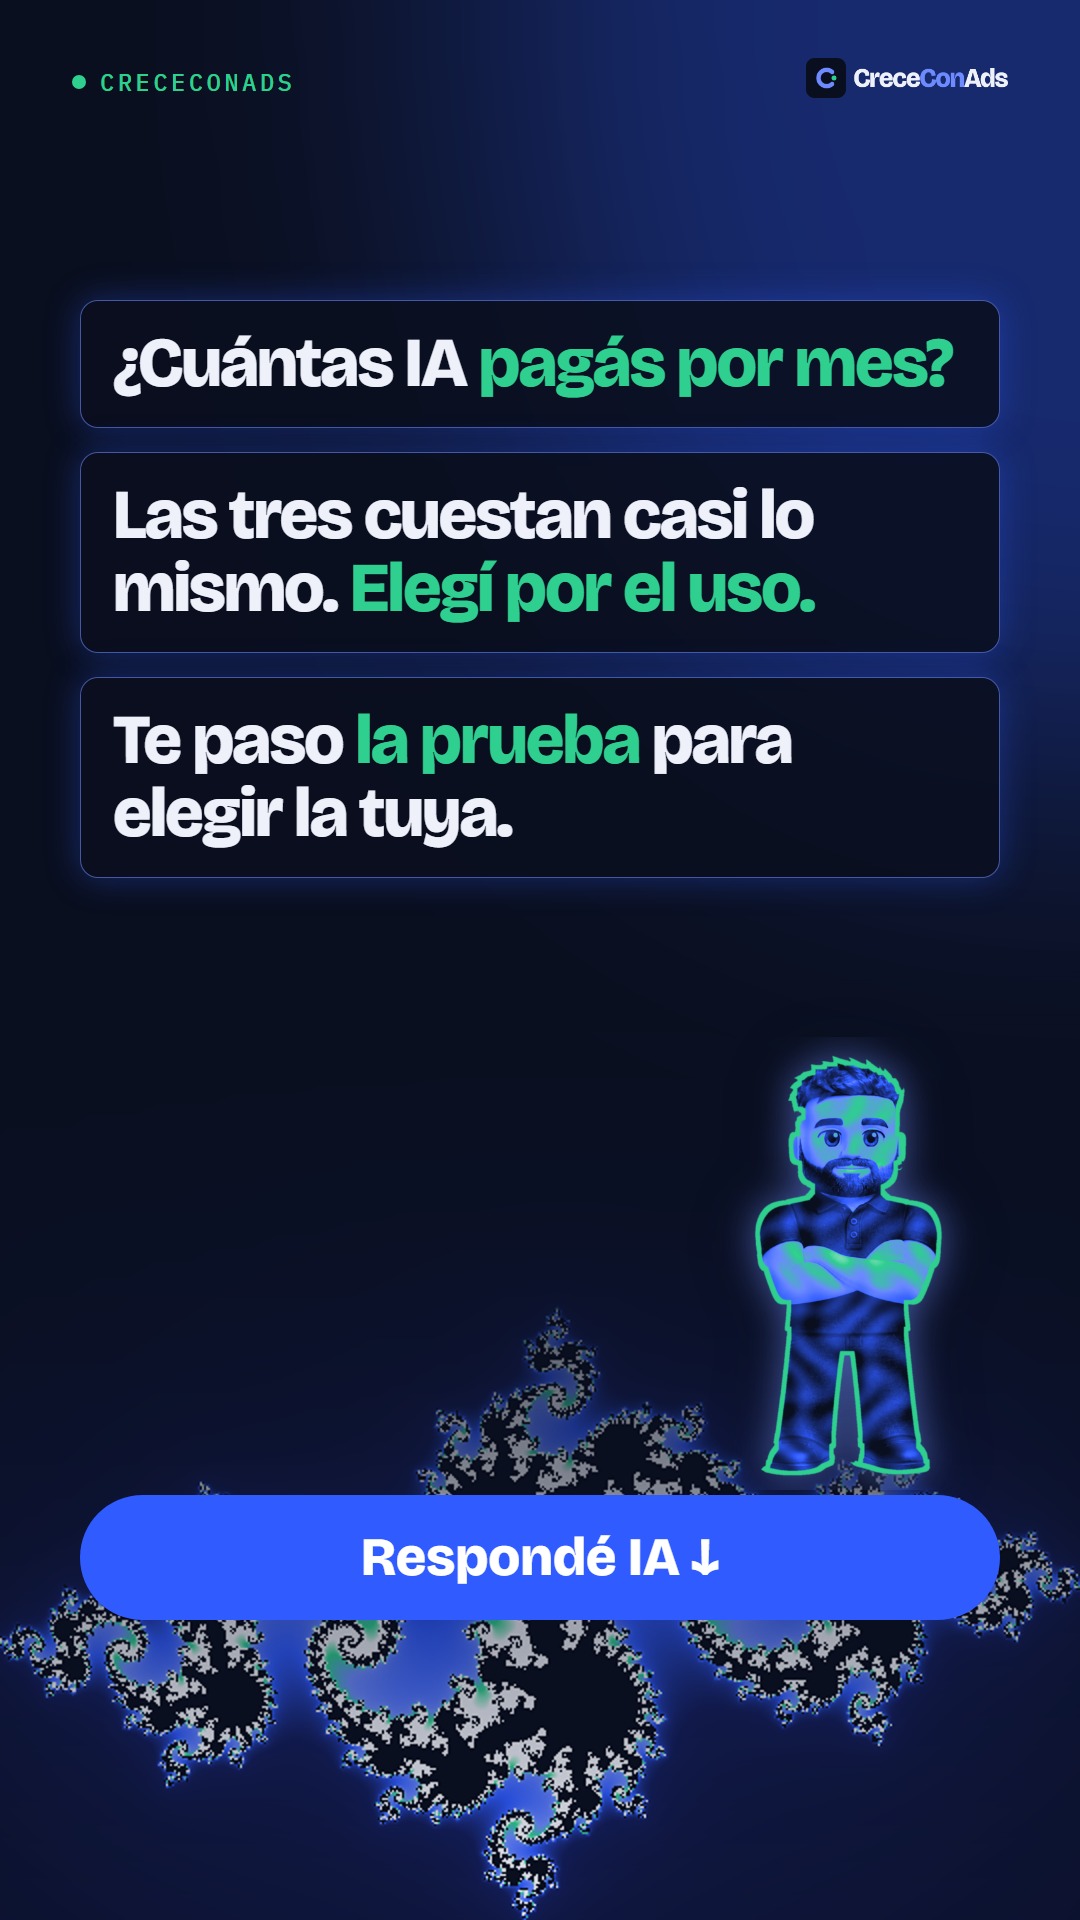 CRECECONADS
CreceConAds
¿Cuántas IA pagás por mes?
Las tres cuestan casi lo
mismo. Elegí por el uso.
Te paso la prueba para
elegir la tuya.
Respondé IA ↓